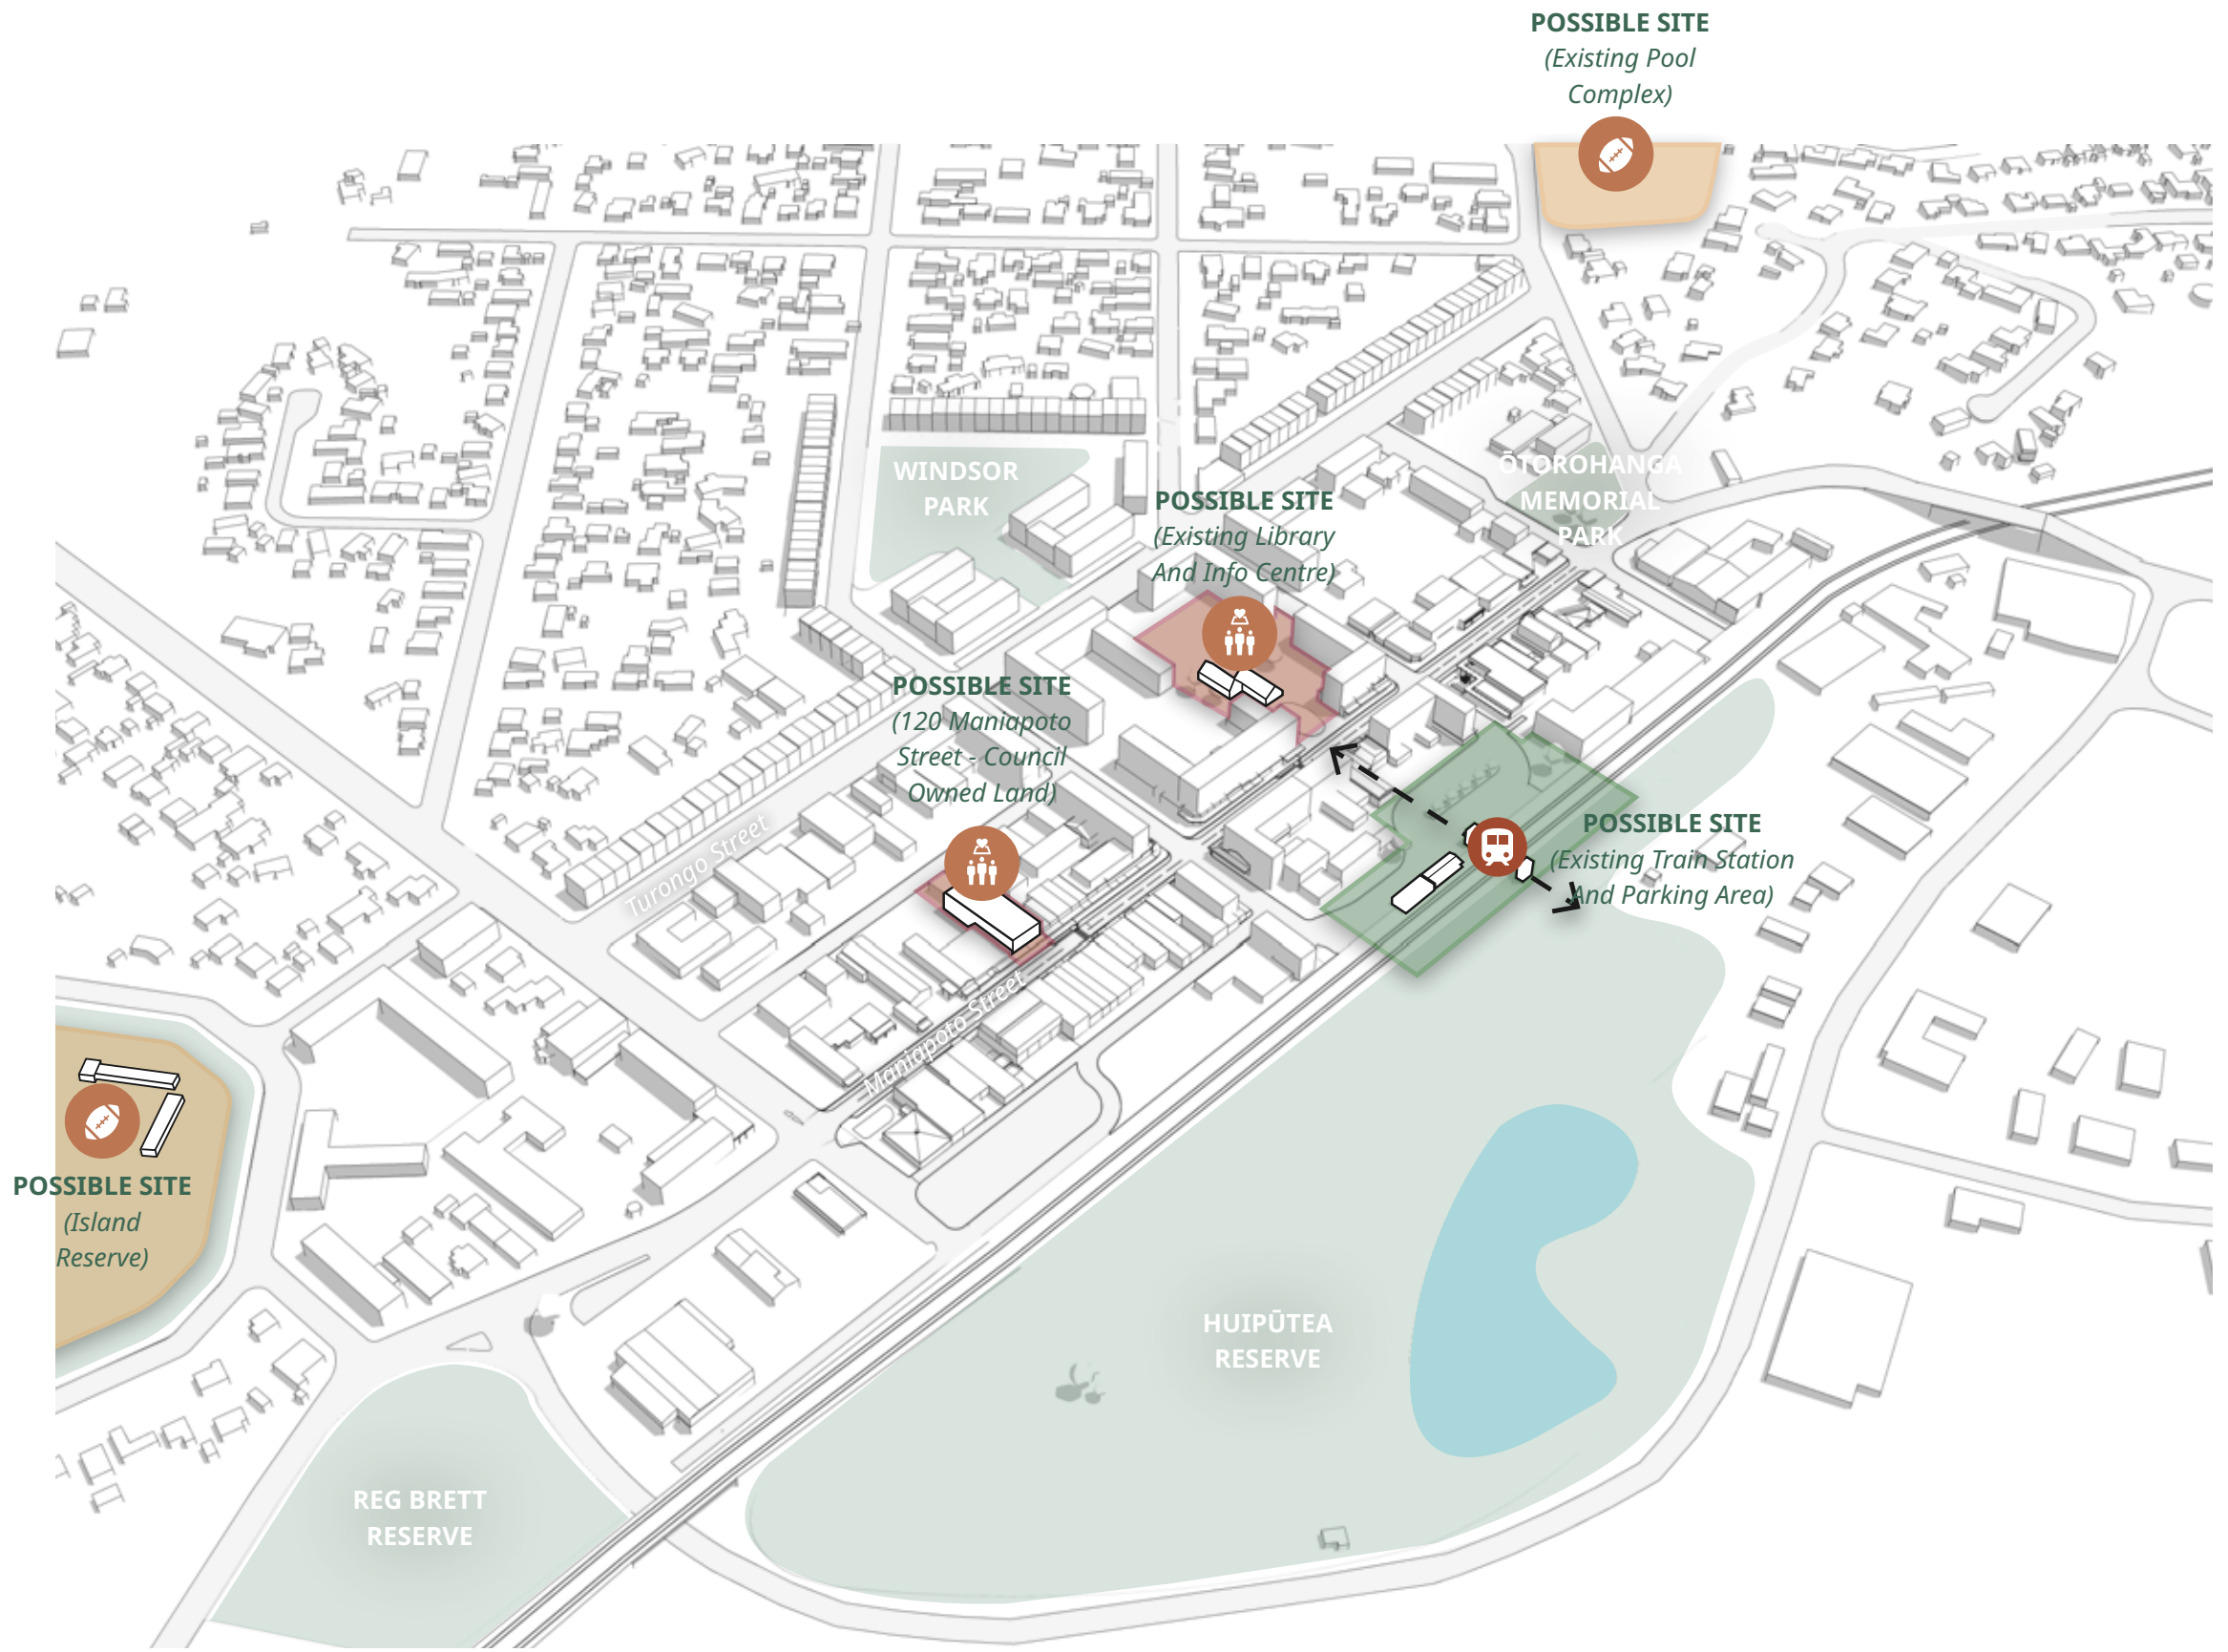 POSSIBLE SITE
(Existing Pool
Complex)
WINDSOR
PARK
ŌTOROHANGA
MEMORIAL
PARK
POSSIBLE SITE
(Existing Library
And Info Centre)
POSSIBLE SITE
(120 Maniapoto
Street - Council
Owned Land)
Turongo Street
POSSIBLE SITE
(Existing Train Station
And Parking Area)
Maniapoto Street
POSSIBLE SITE
(Island
Reserve)
HUIPŪTEA
RESERVE
REG BRETT
RESERVE